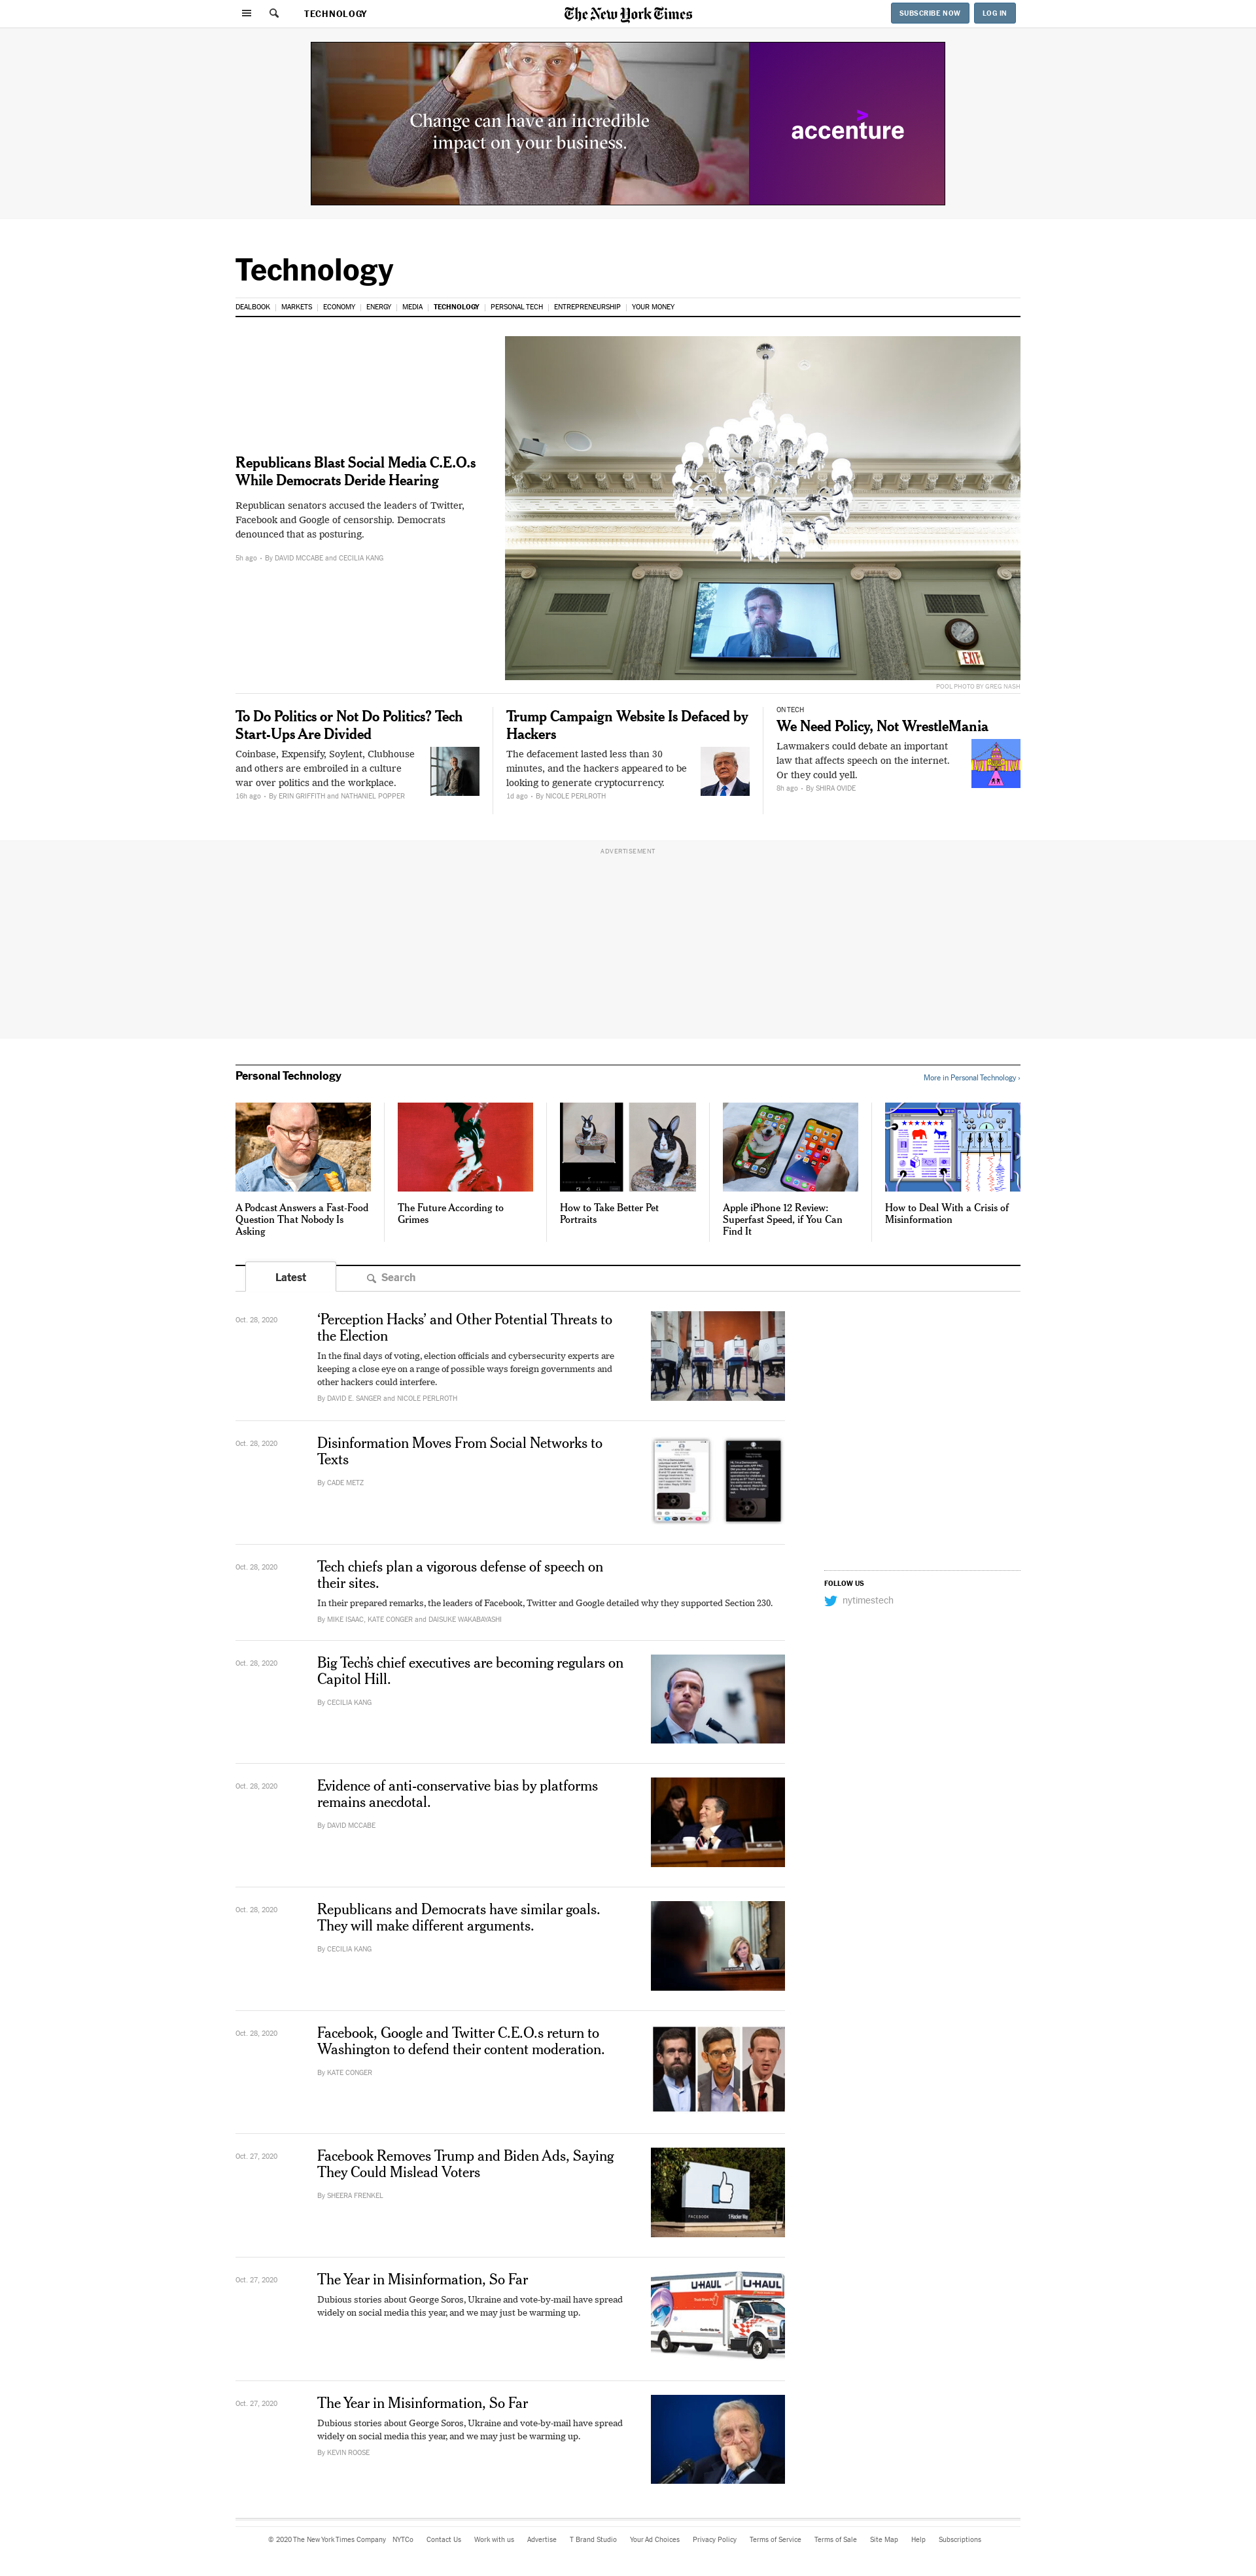 TECHNOLOGY
The New York Times
SUBSCRIBE NOW
LOG IN
Change can have an incredible
impact on your business.
accenture
Technology
DEALBOOK | MARKETS | ECONOMY | ENERGY | MEDIA | TECHNOLOGY | PERSONAL TECH | ENTREPRENEURSHIP | YOUR MONEY
Republicans Blast Social Media C.E.O.s
While Democrats Deride Hearing
Republican senators accused the leaders of Twitter,
Facebook and Google of censorship. Democrats
denounced that as posturing.
5h ago • By DAVID MCCABE and CECILIA KANG
EXIT
POOL PHOTO BY GREG NASH
To Do Politics or Not Do Politics? Tech
Start-Ups Are Divided
Coinbase, Expensify, Soylent, Clubhouse
and others are embroiled in a culture
war over politics and the workplace.
16h ago • By ERIN GRIFFITH and NATHANIEL POPPER
Trump Campaign Website Is Defaced by
Hackers
The defacement lasted less than 30
minutes, and the hackers appeared to be
looking to generate cryptocurrency.
1d ago • By NICOLE PERLROTH
ON TECH
We Need Policy, Not WrestleMania
Lawmakers could debate an important
law that affects speech on the internet.
Or they could yell.
8h ago • By SHIRA OVIDE
ADVERTISEMENT
Personal Technology
More in Personal Technology ›
A Podcast Answers a Fast-Food
Question That Nobody Is
Asking
The Future According to
Grimes
How to Take Better Pet
Portraits
Apple iPhone 12 Review:
Superfast Speed, if You Can
Find It
How to Deal With a Crisis of
Misinformation
Latest
Search
Oct. 28, 2020
‘Perception Hacks’ and Other Potential Threats to
the Election
In the final days of voting, election officials and cybersecurity experts are
keeping a close eye on a range of possible ways foreign governments and
other hackers could interfere.
By DAVID E. SANGER and NICOLE PERLROTH
Oct. 28, 2020
Disinformation Moves From Social Networks to
Texts
By CADE METZ
Oct. 28, 2020
Tech chiefs plan a vigorous defense of speech on
their sites.
In their prepared remarks, the leaders of Facebook, Twitter and Google detailed why they supported Section 230.
By MIKE ISAAC, KATE CONGER and DAISUKE WAKABAYASHI
FOLLOW US
nytimestech
Oct. 28, 2020
Big Tech’s chief executives are becoming regulars on
Capitol Hill.
By CECILIA KANG
Oct. 28, 2020
Evidence of anti-conservative bias by platforms
remains anecdotal.
By DAVID MCCABE
Oct. 28, 2020
Republicans and Democrats have similar goals.
They will make different arguments.
By CECILIA KANG
Oct. 28, 2020
Facebook, Google and Twitter C.E.O.s return to
Washington to defend their content moderation.
By KATE CONGER
Oct. 27, 2020
Facebook Removes Trump and Biden Ads, Saying
They Could Mislead Voters
By SHEERA FRENKEL
FACEBOOK 1 Hacker Way
Oct. 27, 2020
The Year in Misinformation, So Far
Dubious stories about George Soros, Ukraine and vote-by-mail have spread
widely on social media this year, and we may just be warming up.
U-HAUL U-HAUL
Oct. 27, 2020
The Year in Misinformation, So Far
Dubious stories about George Soros, Ukraine and vote-by-mail have spread
widely on social media this year, and we may just be warming up.
By KEVIN ROOSE
© 2020 The New York Times Company NYTCo Contact Us Work with us Advertise T Brand Studio Your Ad Choices Privacy Policy Terms of Service Terms of Sale Site Map Help Subscriptions